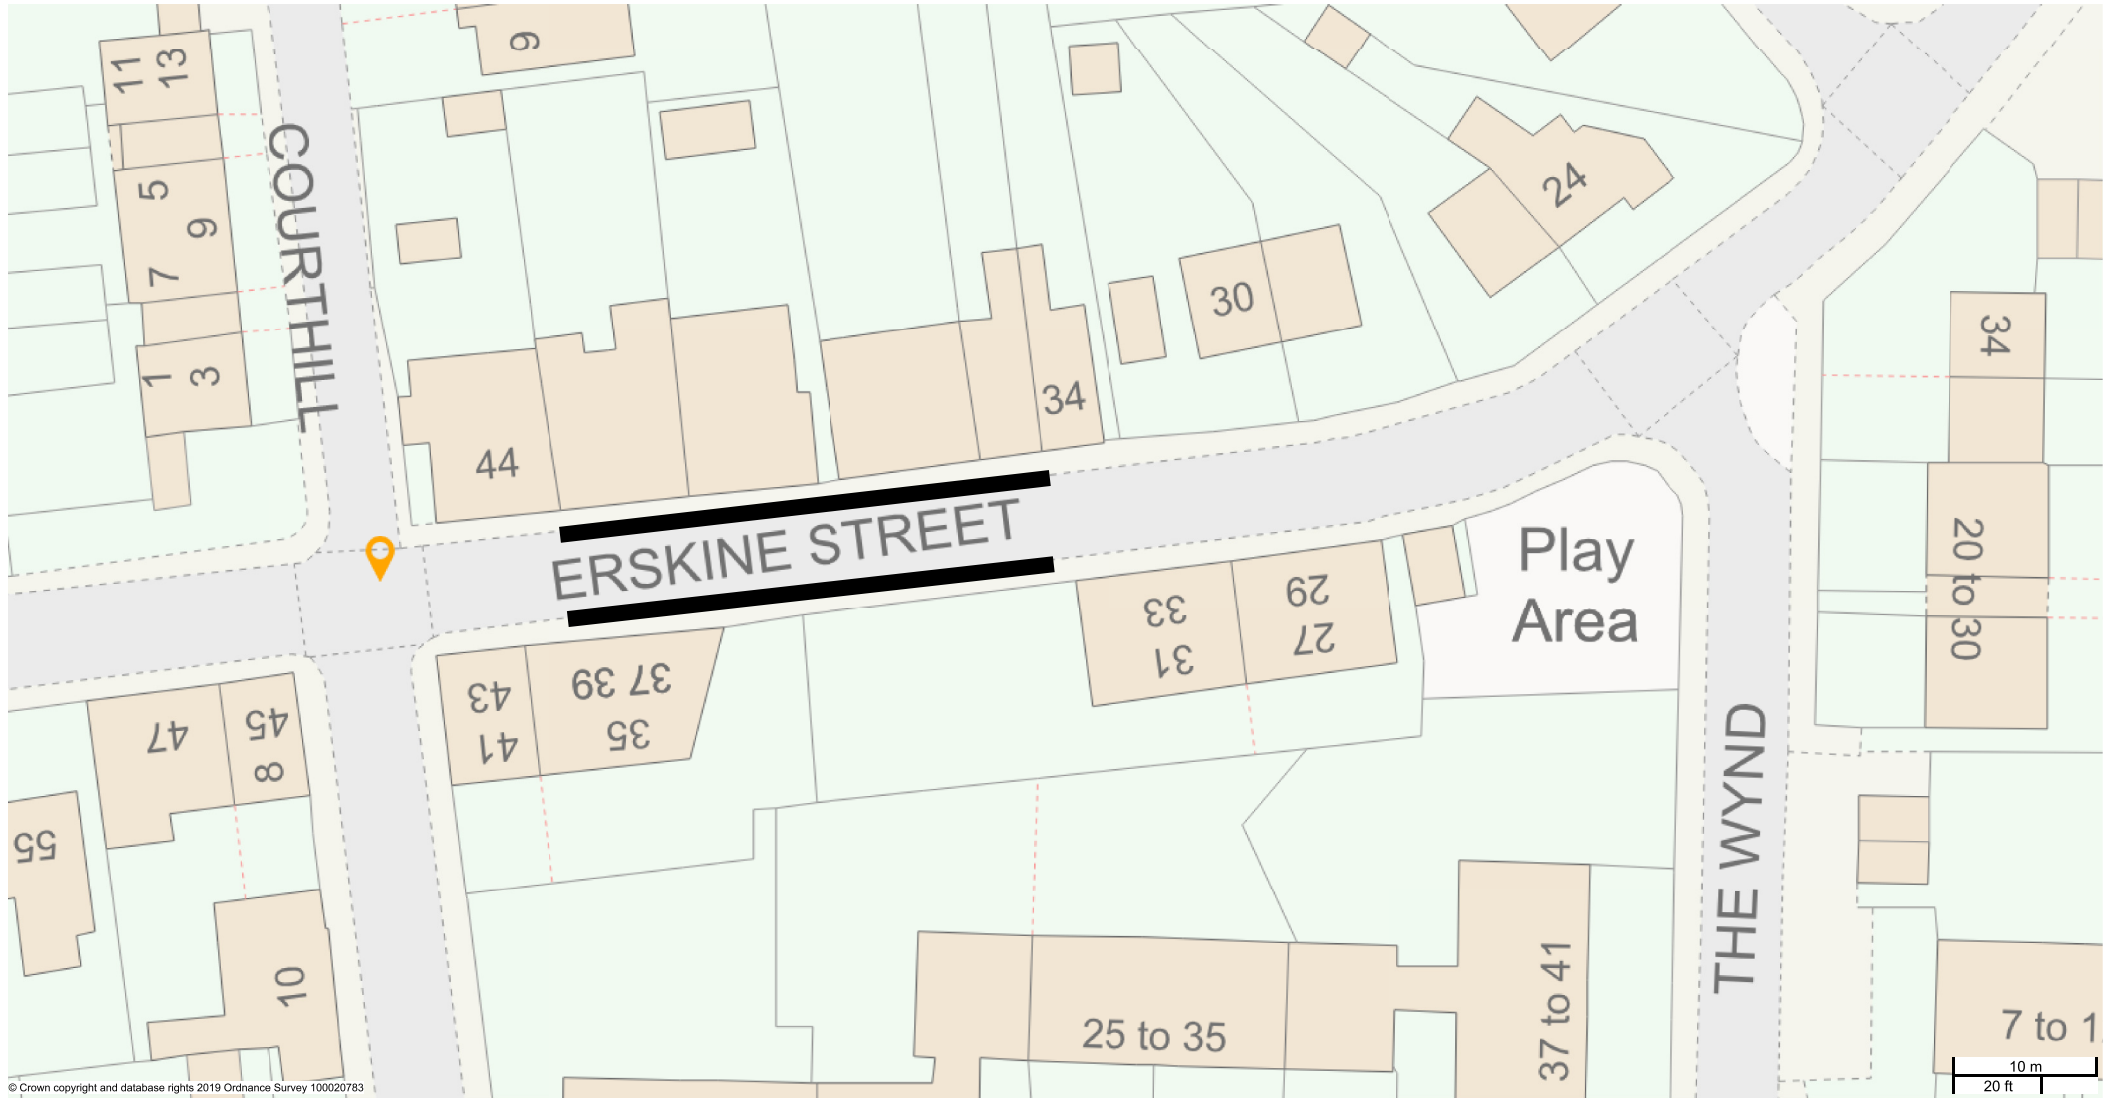 11
13
9
COURTHILL
5
9
7
1
3
24
30
34
34
44
ERSKINE STREET
Play
Area
33
29
31
27
20 to 30
43
37 39
41
35
47
45
8
55
10
THE WYND
25 to 35
37 to 41
7 to 1
10 m
20 ft
© Crown copyright and database rights 2019 Ordnance Survey 100020783